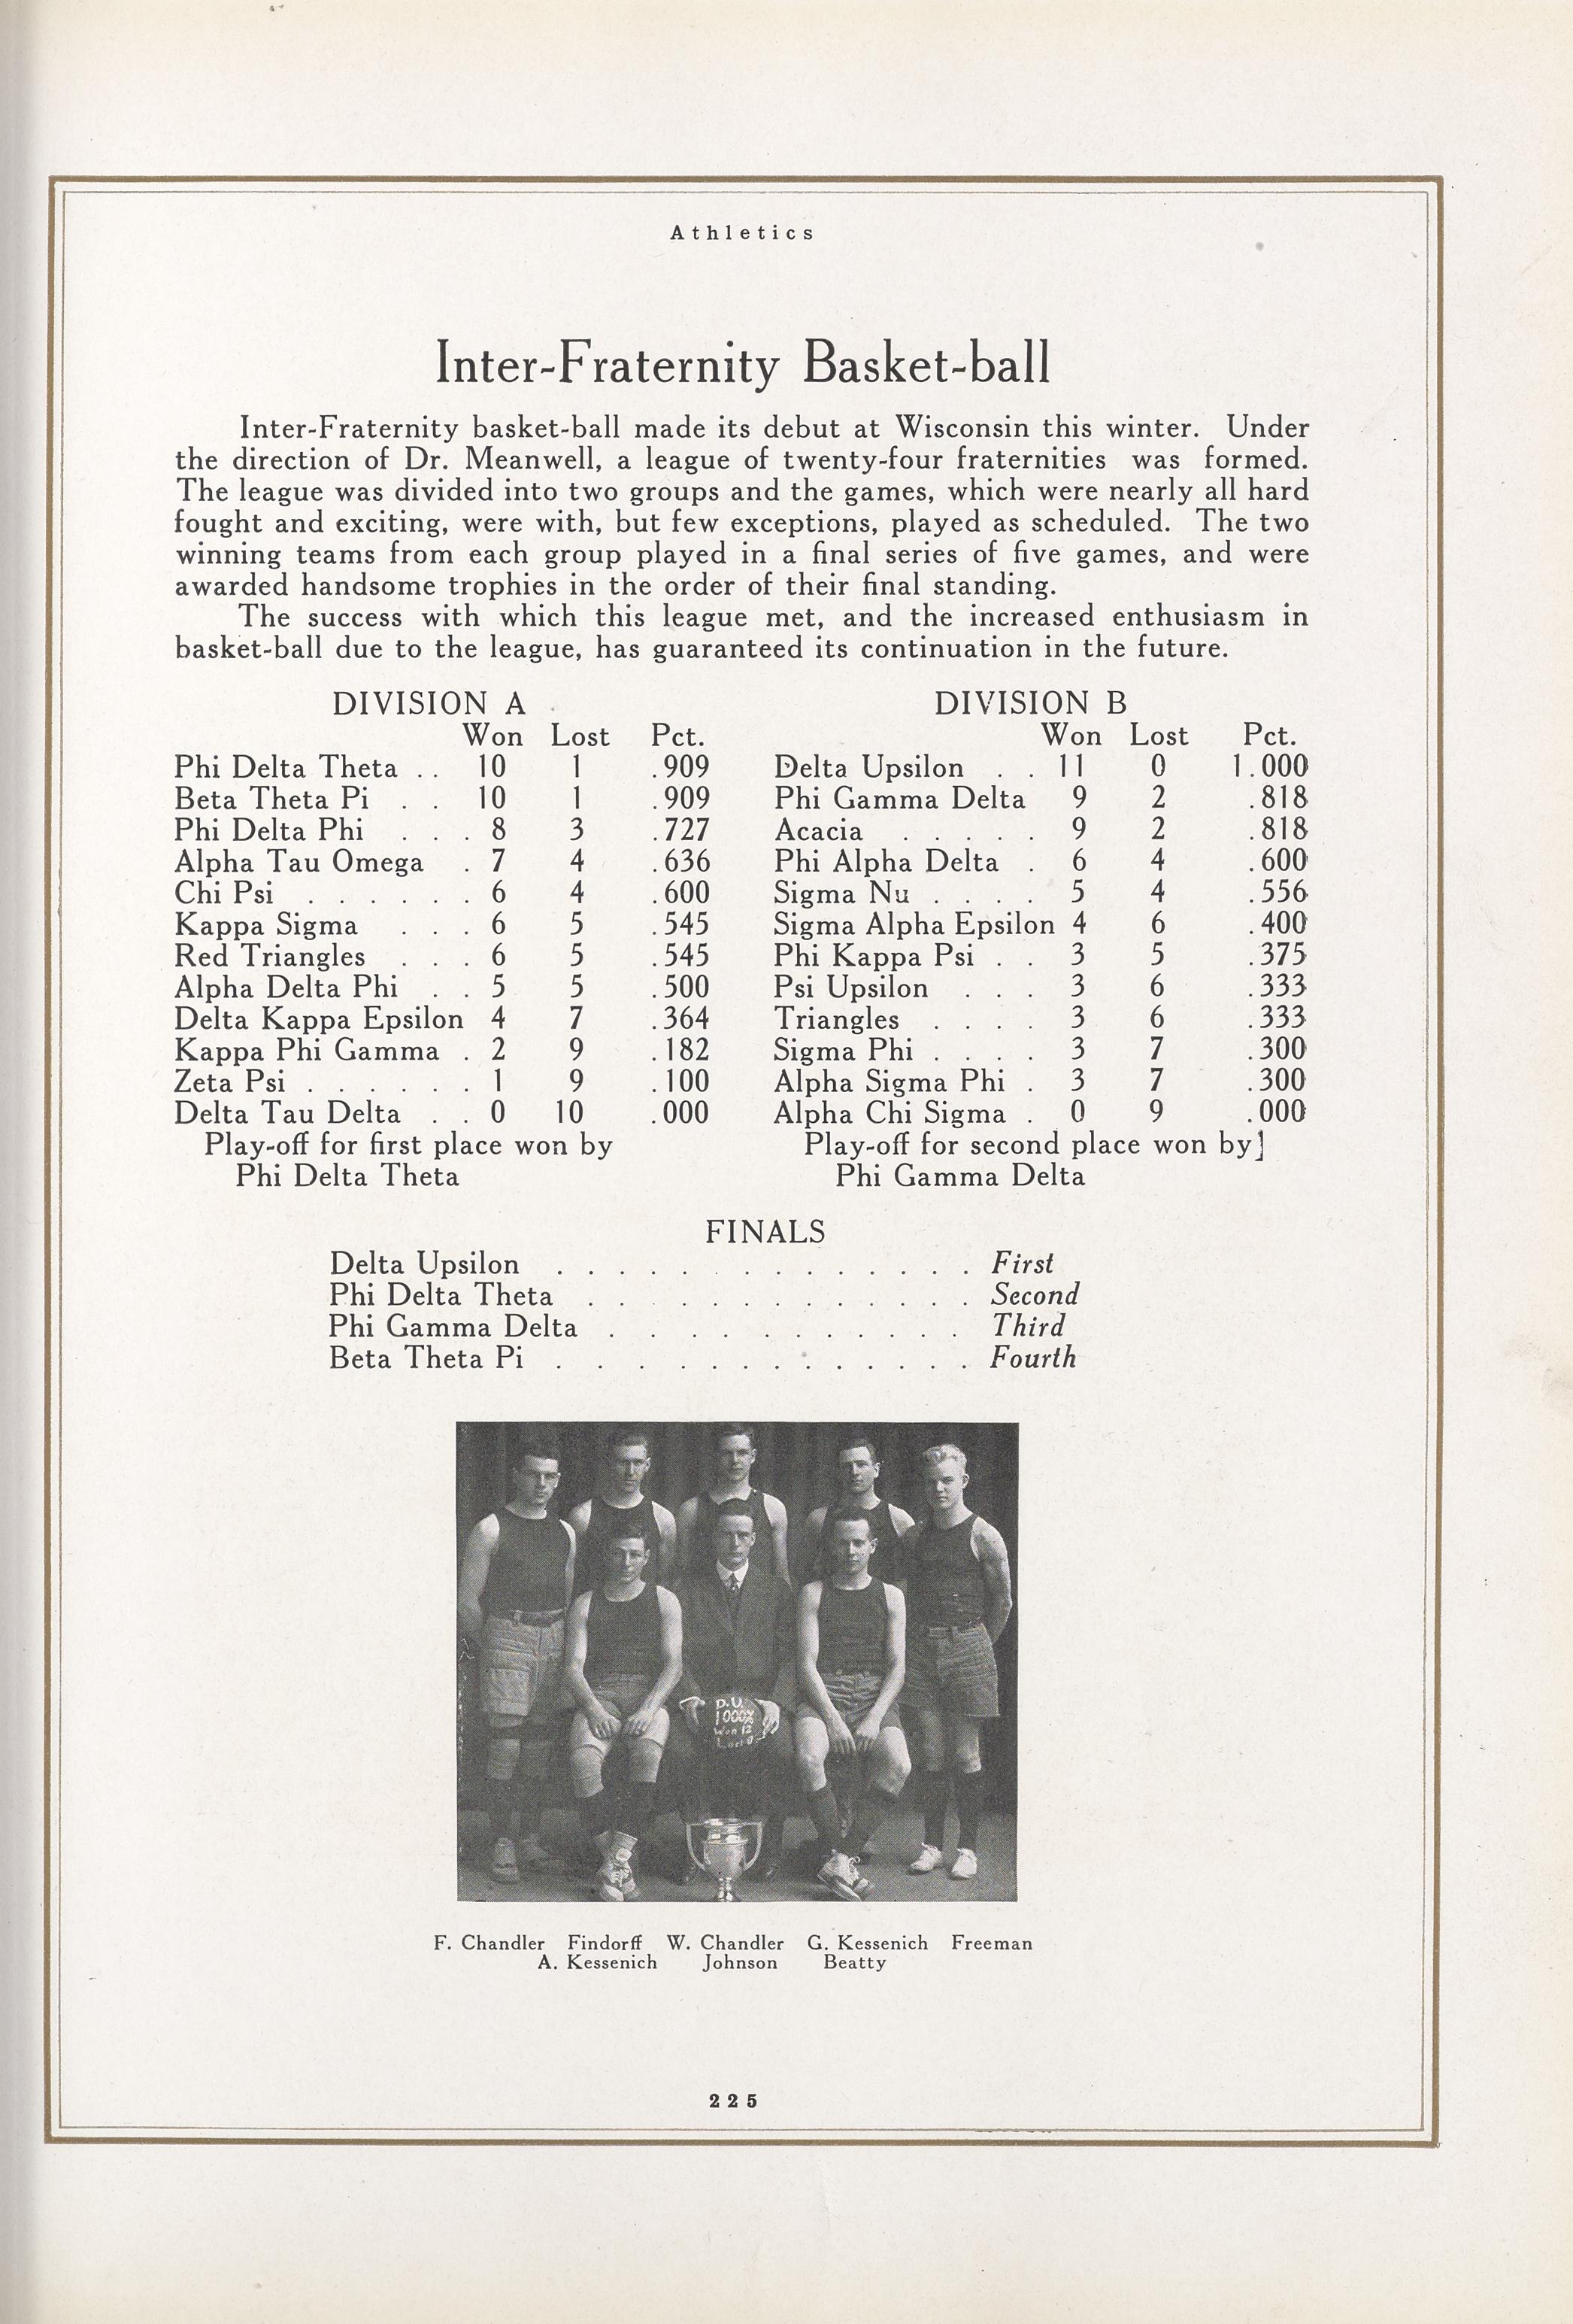 Athletics
Inter-Fraternity Basket-ball
Inter-Fraternity basket-ball made its debut at Wisconsin this winter. Under
the direction of Dr. Meanwell, a league of twenty-four fraternities was formed.
The league was divided into two groups and the games, which were nearly all hard
fought and exciting, were with, but few exceptions, played as scheduled. The two
winning teams from each group played in a final series of five games, and were
awarded handsome trophies in the order of their final standing.
The success with which this league met, and the increased enthusiasm in
basket-ball due to the league, has guaranteed its continuation in the future.
DIVISION A
Won Lost Pct.
Phi Delta Theta . . 10 1 .909
Beta Theta Pi . . 10 1 .909
Phi Delta Phi . . . 8 3 .727
Alpha Tau Omega . 7 4 .636
Chi Psi . . . . . . 6 4 .600
Kappa Sigma . . . 6 5 .545
Red Triangles . . . 6 5 .545
Alpha Delta Phi . . 5 5 .500
Delta Kappa Epsilon 4 7 .364
Kappa Phi Gamma . 2 9 .182
Zeta Psi . . . . . . 1 9 .100
Delta Tau Delta . . 0 10 .000
Play-off for first place won by
Phi Delta Theta
DIVISION B
Won Lost Pct.
Delta Upsilon . . 11 0 1.000
Phi Gamma Delta 9 2 .818
Acacia . . . . . 9 2 .818
Phi Alpha Delta . 6 4 .600
Sigma Nu . . . . 5 4 .556
Sigma Alpha Epsilon 4 6 .400
Phi Kappa Psi . . 3 5 .375
Psi Upsilon . . . 3 6 .333
Triangles . . . . 3 6 .333
Sigma Phi . . . . 3 7 .300
Alpha Sigma Phi . 3 7 .300
Alpha Chi Sigma . 0 9 .000
Play-off for second place won by]
Phi Gamma Delta
FINALS
Delta Upsilon . . . . . . . . . . . . . . First
Phi Delta Theta . . . . . . . . . . . . Second
Phi Gamma Delta . . . . . . . . . . Third
Beta Theta Pi . . . . . . . . . . . . . Fourth
D.U.
1000%
Won 12
Lost 0
F. Chandler Findorff W. Chandler G. Kessenich Freeman
A. Kessenich Johnson Beatty
225